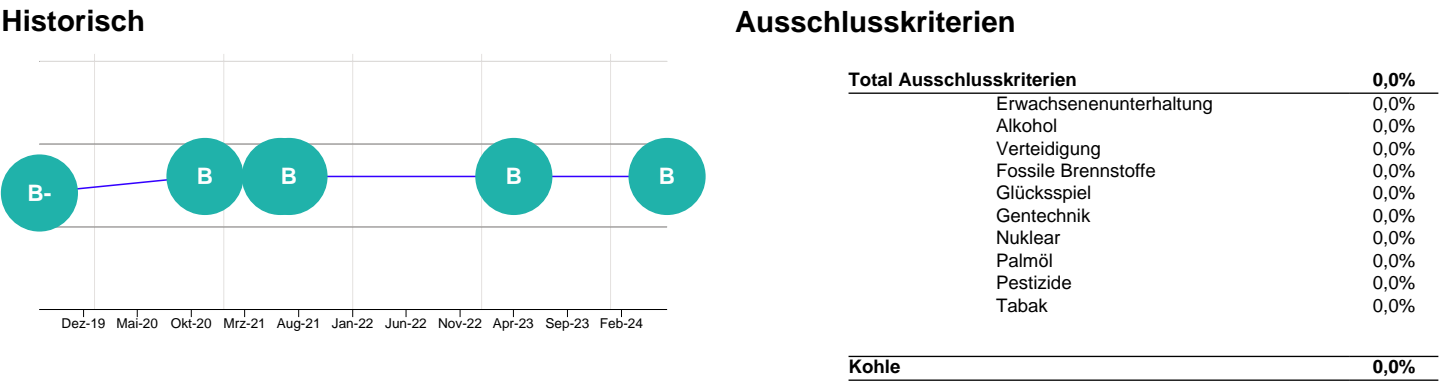 Historisch
B-
B
B
B
B
Dez-19 Mai-20 Okt-20 Mrz-21 Aug-21 Jan-22 Jun-22 Nov-22 Apr-23 Sep-23 Feb-24
Ausschlusskriterien
Total Ausschlusskriterien 0,0%
Erwachsenenunterhaltung 0,0%
Alkohol 0,0%
Verteidigung 0,0%
Fossile Brennstoffe 0,0%
Glücksspiel 0,0%
Gentechnik 0,0%
Nuklear 0,0%
Palmöl 0,0%
Pestizide 0,0%
Tabak 0,0%
Kohle 0,0%